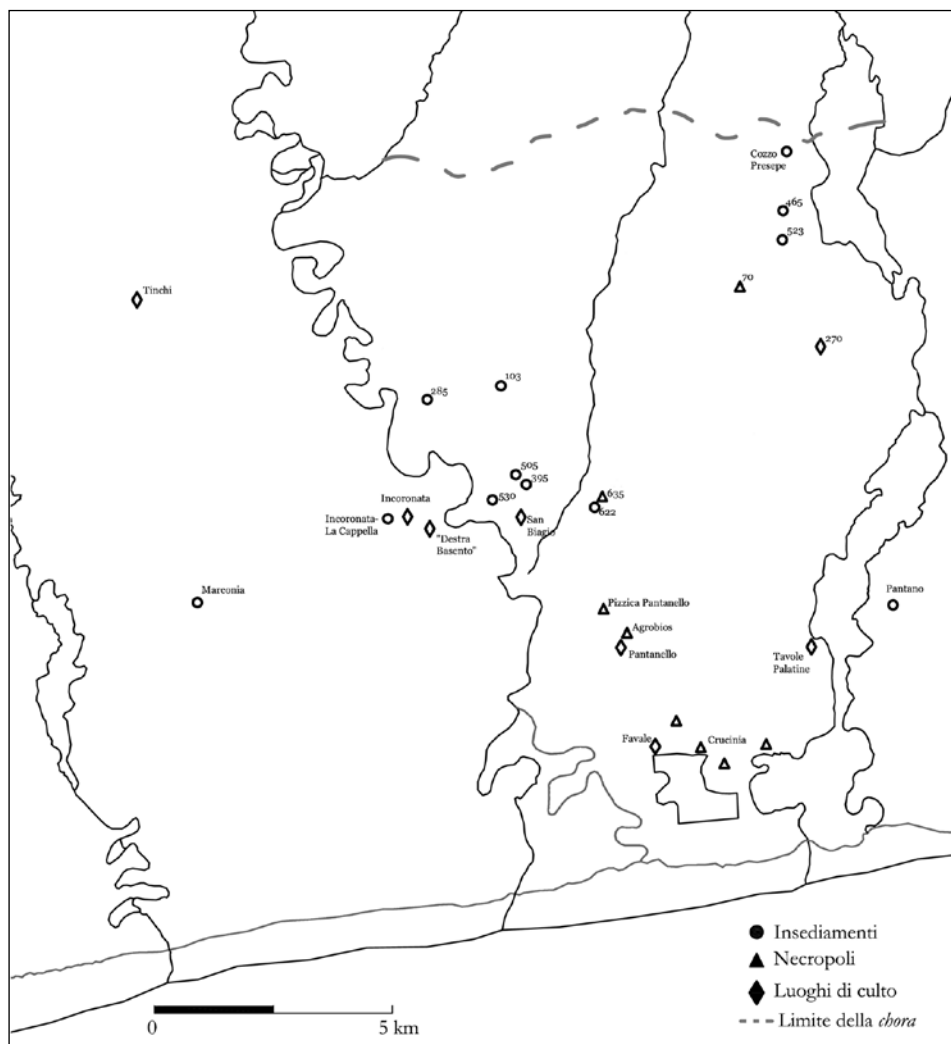 Cozzo
Presepe
465
523
70
Tinchi
270
103
285
505
395
Incoronata
530
635
622
Incoronata-
La Cappella
San
Biagio
"Destra
Basento"
Marconia
Pizzica Pantanello
Pantano
Agrobios
Pantanello
Tavole
Palatine
Favale
Crucinia
Insediamenti
Necropoli
Luoghi di culto
Limite della chora
0
5 km